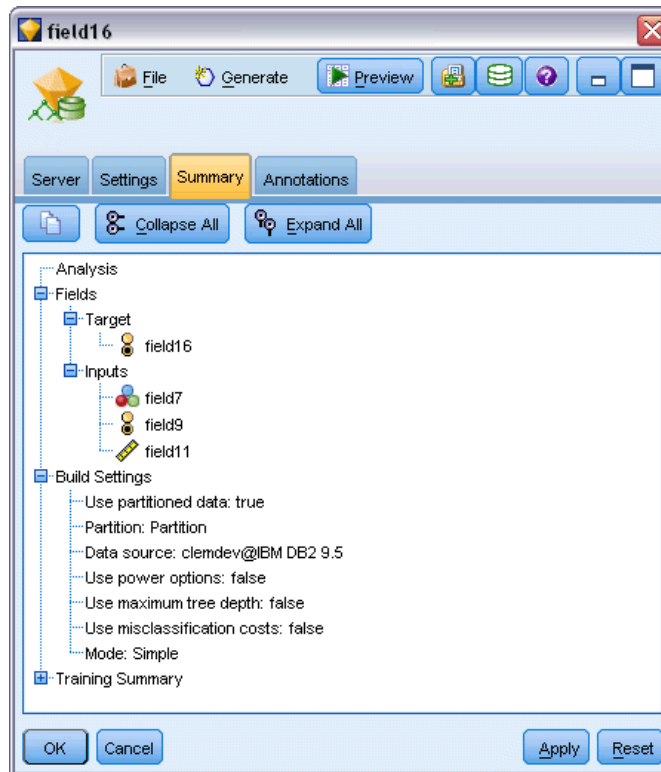 field16
File Generate Preview
Server Settings Summary Annotations
Collapse All Expand All
Analysis
Fields
Target
field16
Inputs
field7
field9
field11
Build Settings
Use partitioned data: true
Partition: Partition
Data source: clemdev@IBM DB2 9.5
Use power options: false
Use maximum tree depth: false
Use misclassification costs: false
Mode: Simple
Training Summary
OK Cancel Apply Reset